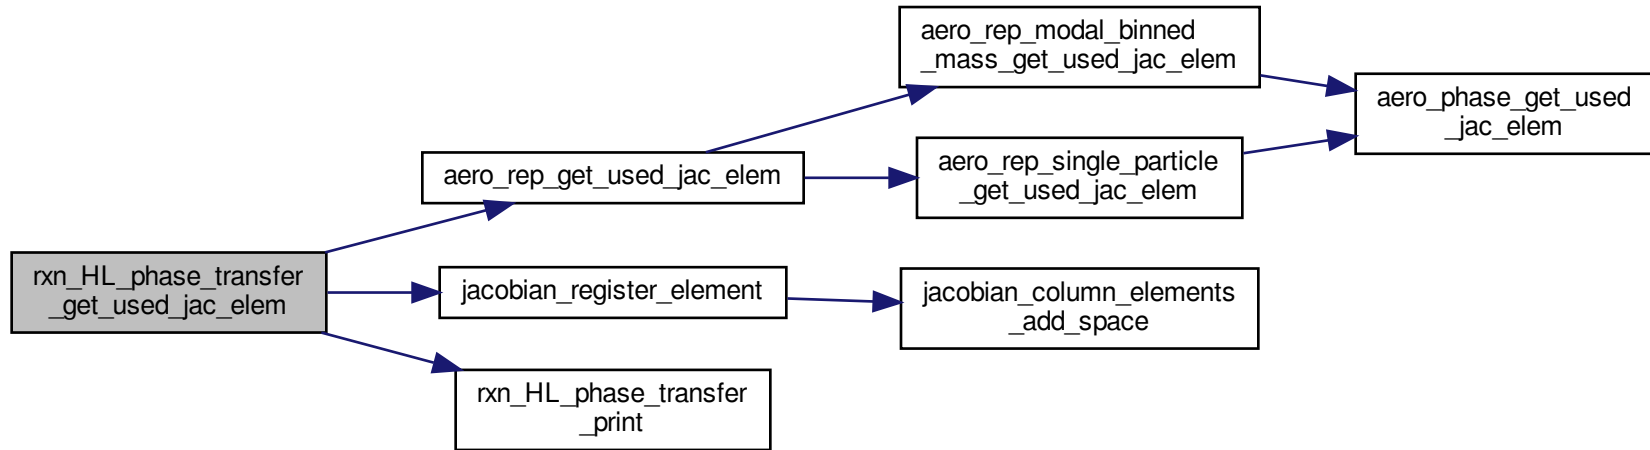 aero_rep_modal_binned
_mass_get_used_jac_elem
aero_phase_get_used
_jac_elem
aero_rep_get_used_jac_elem
aero_rep_single_particle
_get_used_jac_elem
rxn_HL_phase_transfer
_get_used_jac_elem
jacobian_register_element
jacobian_column_elements
_add_space
rxn_HL_phase_transfer
_print